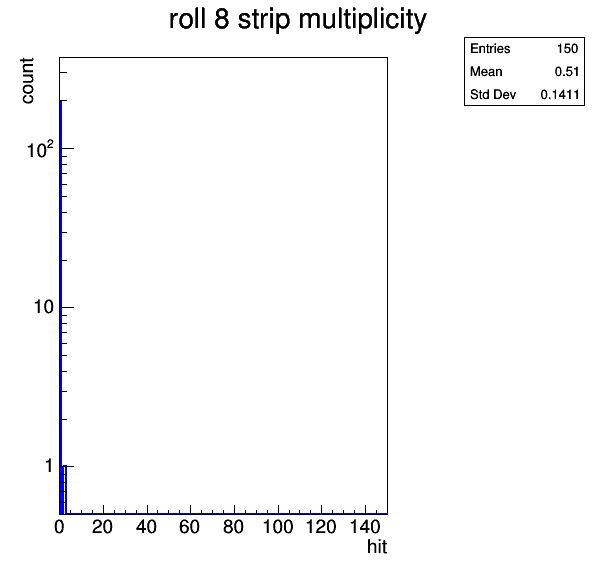 roll 8 strip multiplicity
Entries 150
Mean 0.51
Std Dev 0.1411
count
10²
10
1
0 20 40 60 80 100 120 140
hit